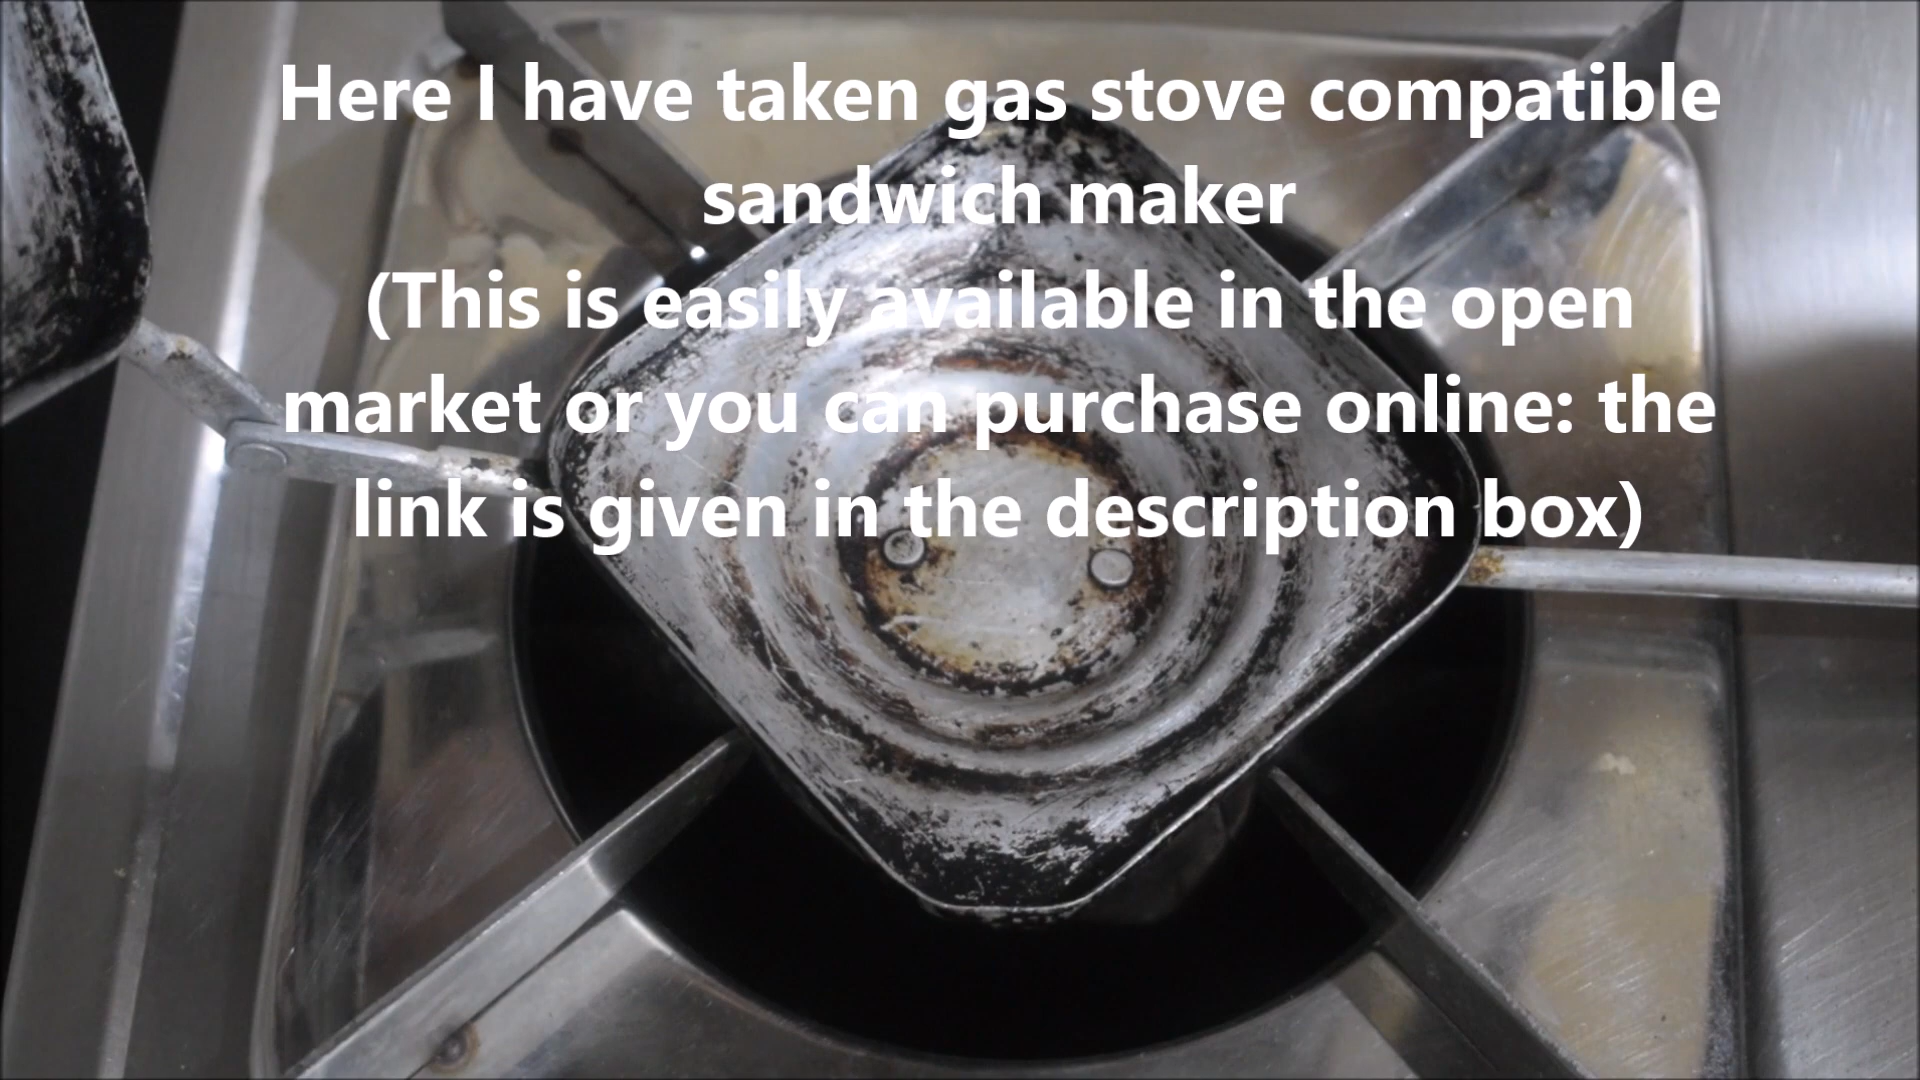 Here I have taken gas stove compatible
sandwich maker
(This is easily available in the open
market or you can purchase online: the
link is given in the description box)